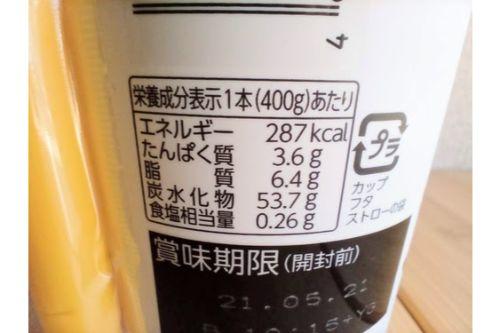 栄養成分表示1本(400g)あたり
エネルギー 287kcal
たんぱく質 3.6g
脂質 6.4g
炭水化物 53.7g
食塩相当量 0.26g
プラ
カップ
フタ
ストローの袋
賞味期限(開封前)
21.05.21